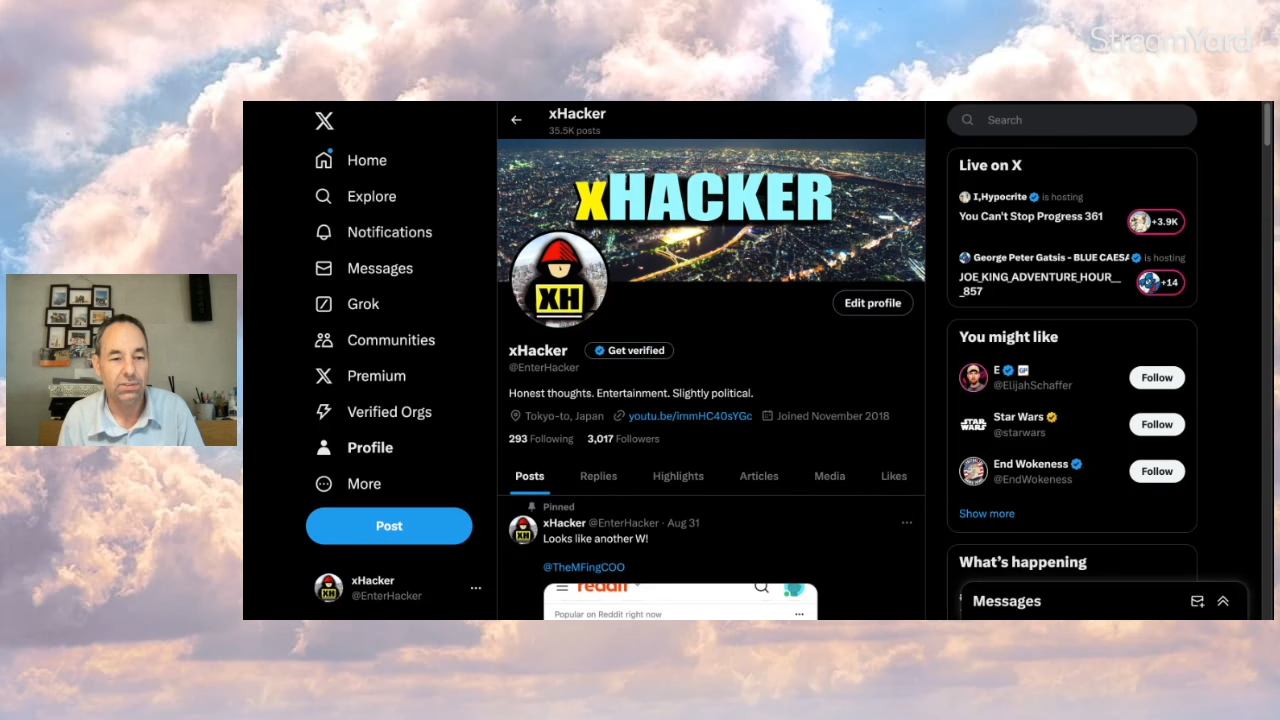 StreamYard
xHacker
35.5K posts
Home
Explore
Notifications
Messages
Grok
Communities
Premium
Verified Orgs
Profile
More
Post
xHacker
@EnterHacker
xHACKER
XH
Edit profile
xHacker Get verified
@EnterHacker
Honest thoughts. Entertainment. Slightly political.
Tokyo-to, Japan youtu.be/immHC40sYGc Joined November 2018
293 Following 3,017 Followers
Posts Replies Highlights Articles Media Likes
Pinned
xHacker @EnterHacker · Aug 31
Looks like another W!
@TheMFingCOO
reddit
Popular on Reddit right now
Search
Live on X
I,Hypocrite is hosting
You Can't Stop Progress 361
+3.9K
George Peter Gatsis - BLUE CAESA is hosting
JOE_KING_ADVENTURE_HOUR__
_857
+14
You might like
E
@ElijahSchaffer
Follow
Star Wars
@starwars
Follow
End Wokeness
@EndWokeness
Follow
Show more
What's happening
Messages